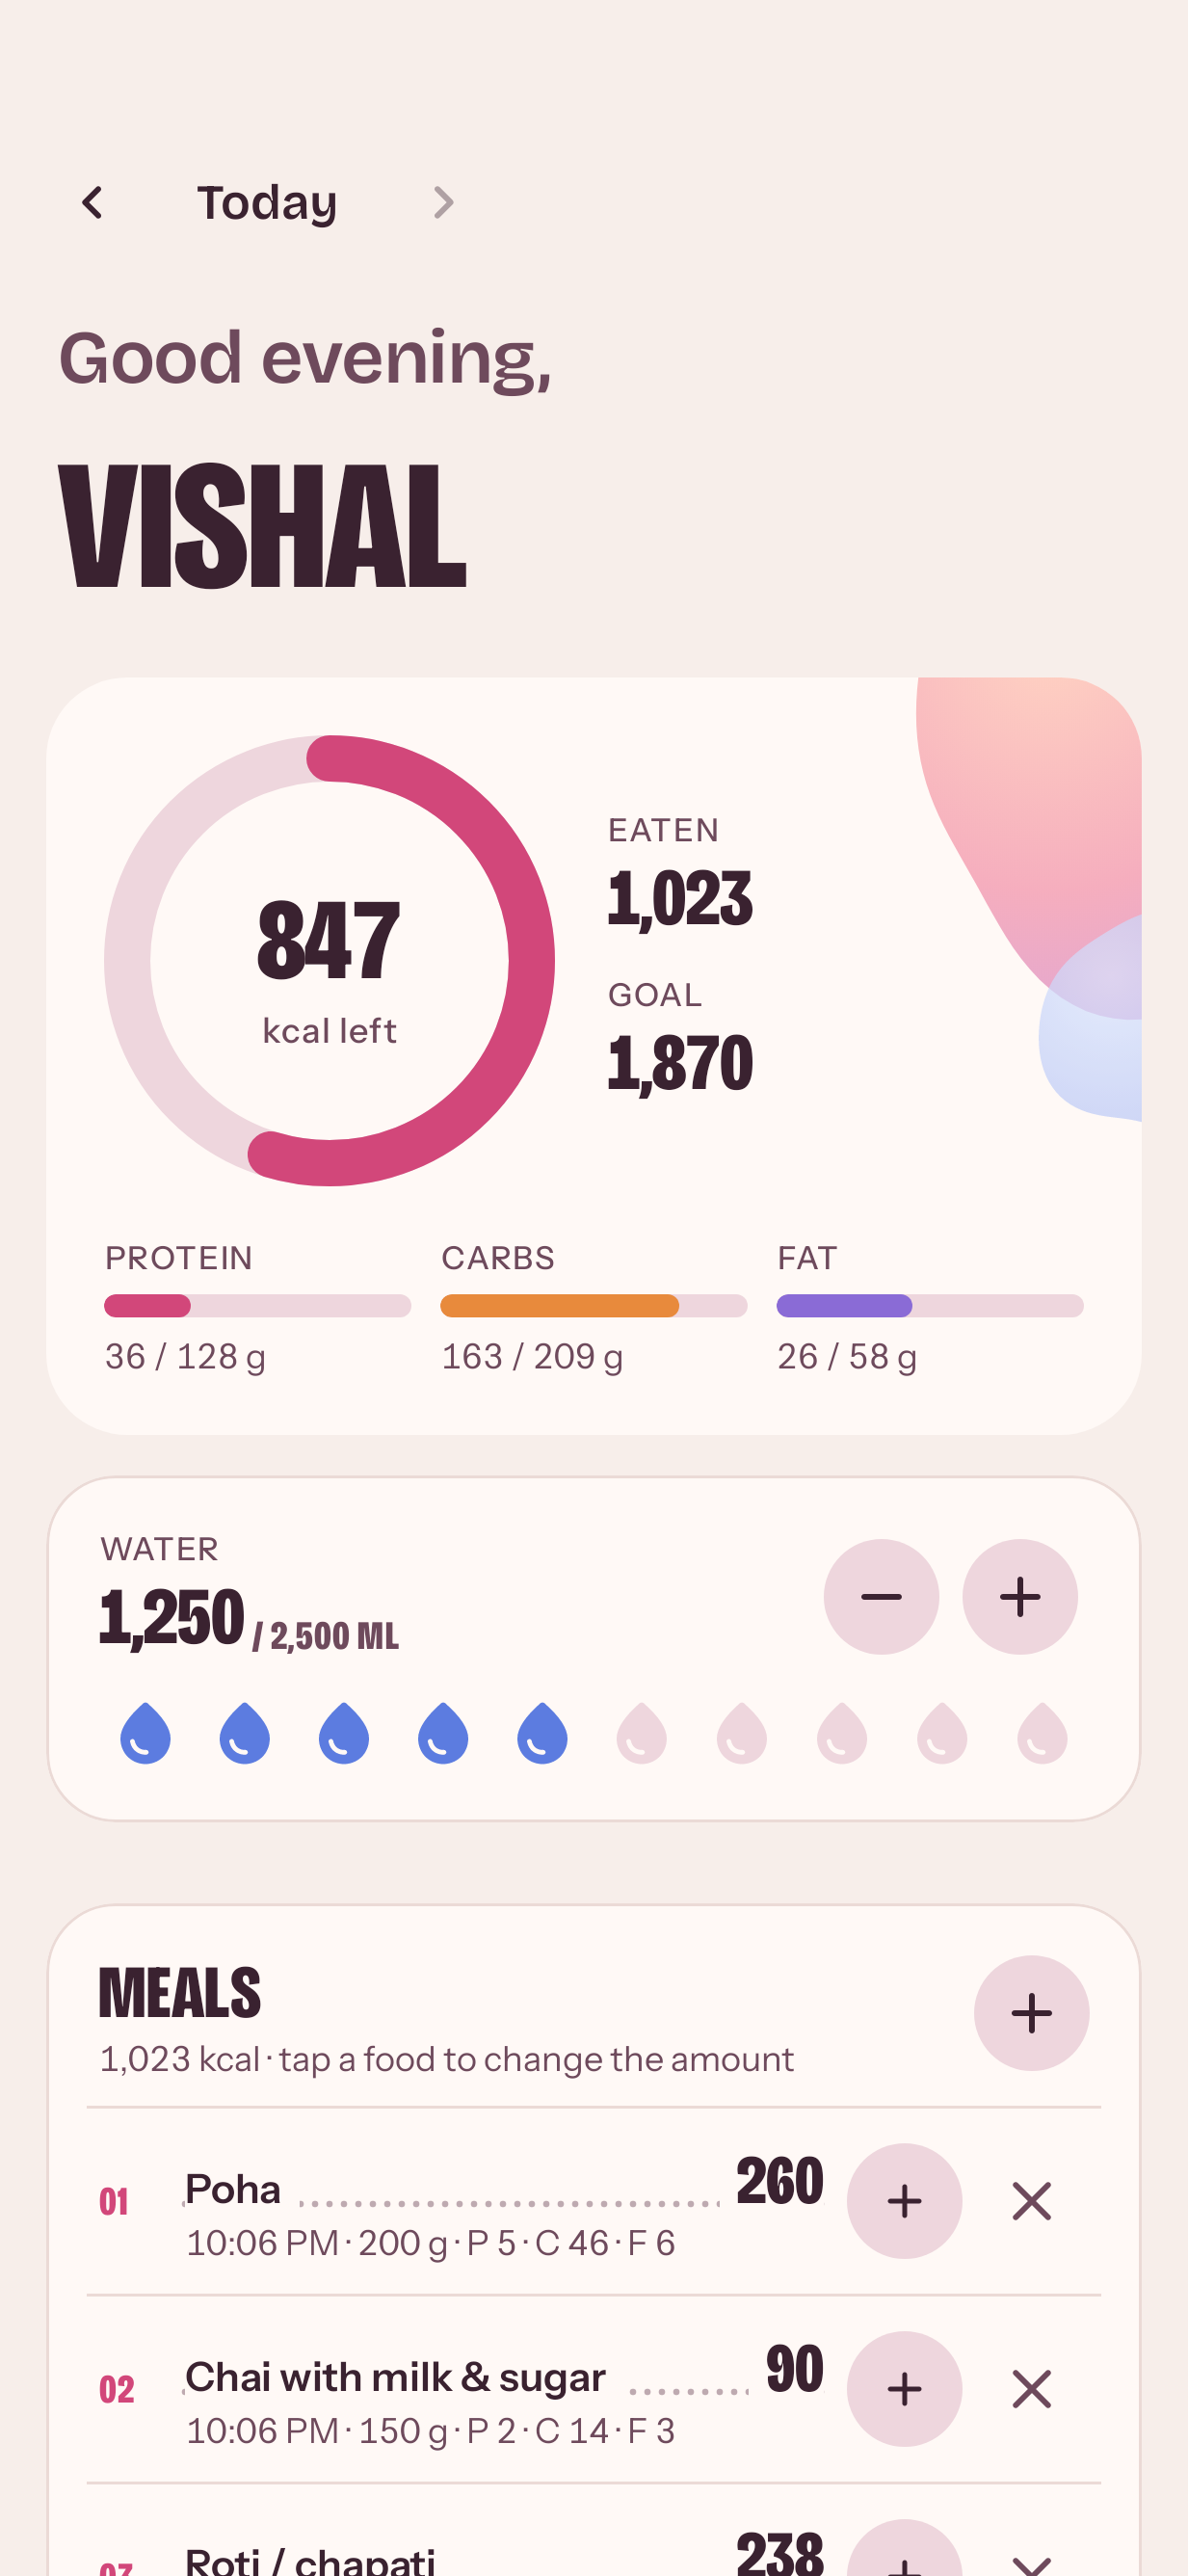 Today
Good evening,
VISHAL
847
kcal left
EATEN
1,023
GOAL
1,870
PROTEIN
36 / 128 g
CARBS
163 / 209 g
FAT
26 / 58 g
WATER
1,250 / 2,500 ML
MEALS
1,023 kcal · tap a food to change the amount
01 Poha 260
10:06 PM · 200 g · P 5 · C 46 · F 6
02 Chai with milk & sugar 90
10:06 PM · 150 g · P 2 · C 14 · F 3
03 Roti / chapati 238